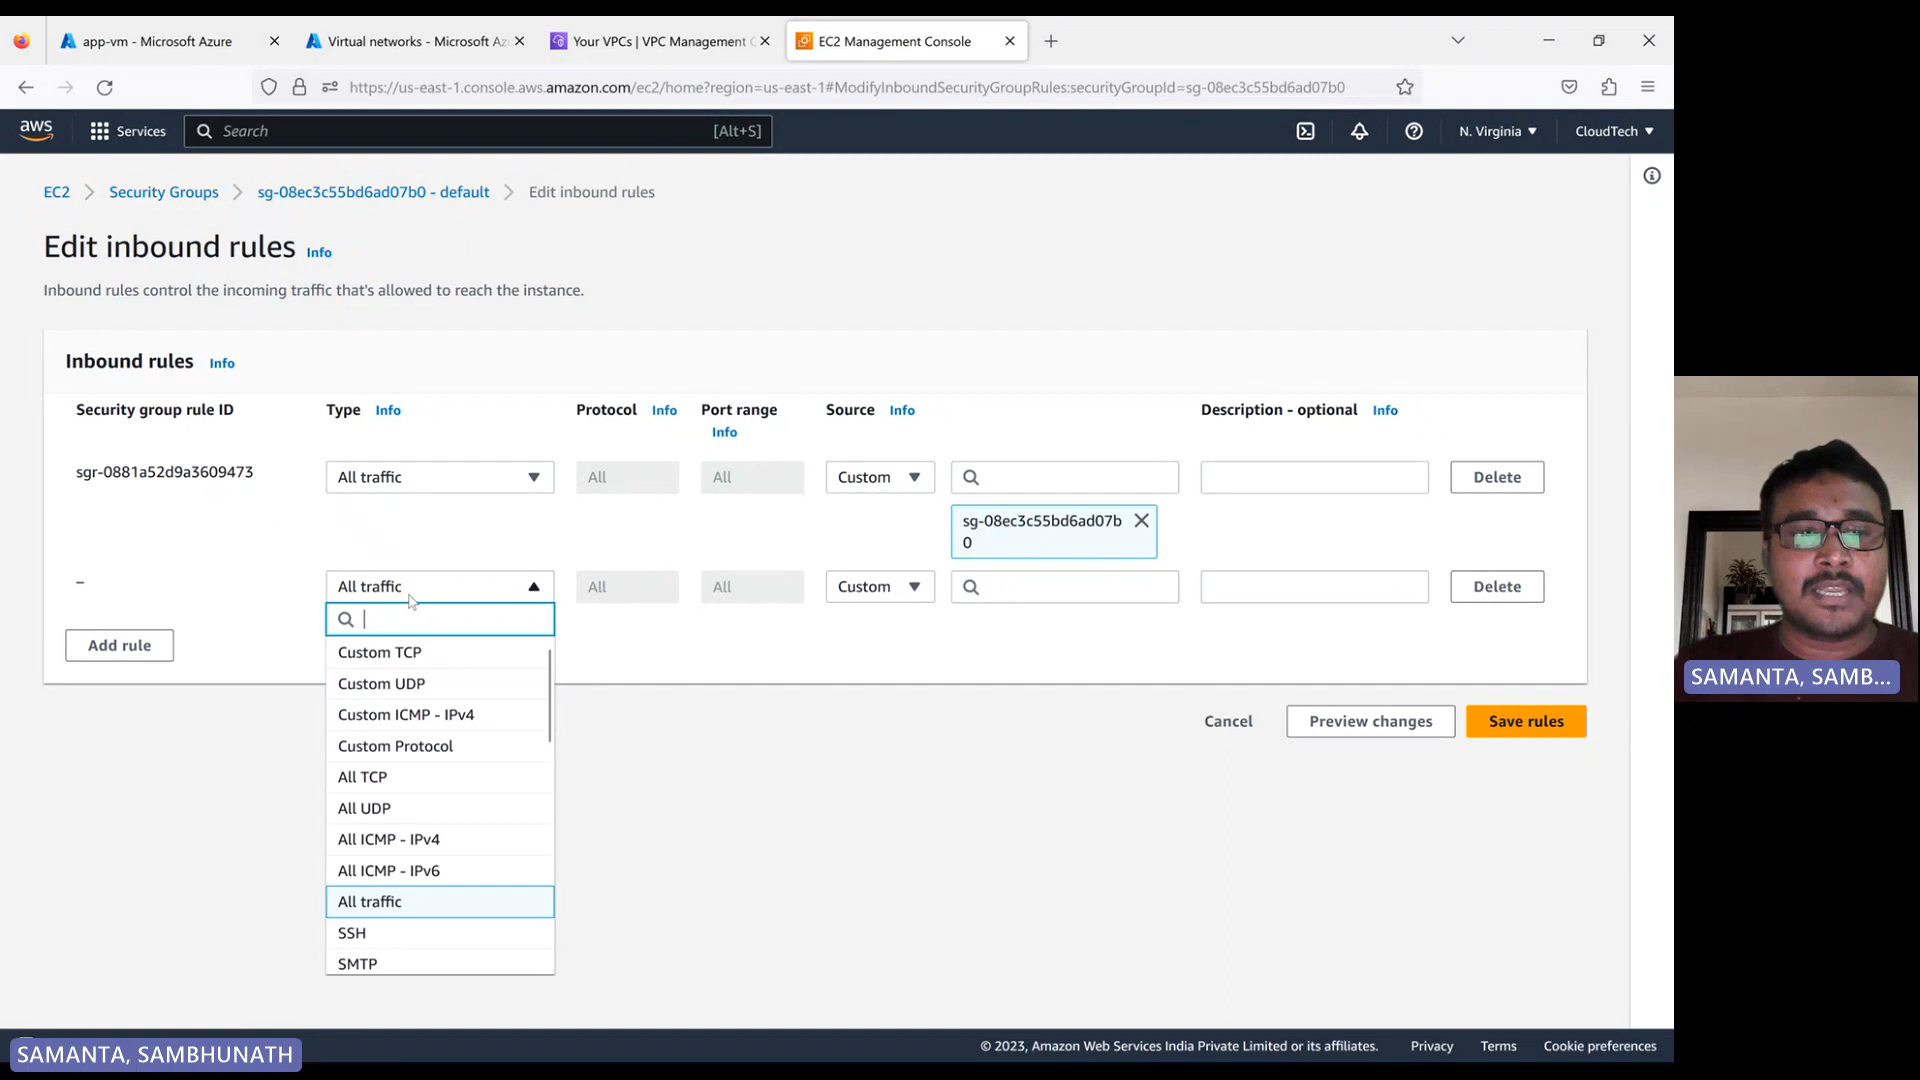 app-vm - Microsoft Azure
Virtual networks - Microsoft Az
Your VPCs | VPC Management C
EC2 Management Console
https://us-east-1.console.aws.amazon.com/ec2/home?region=us-east-1#ModifyInboundSecurityGroupRules:securityGroupId=sg-08ec3c55bd6ad07b0
aws
Services
Search
[Alt+S]
N. Virginia
CloudTech
EC2
Security Groups
sg-08ec3c55bd6ad07b0 - default
Edit inbound rules
Edit inbound rules Info
Inbound rules control the incoming traffic that's allowed to reach the instance.
Inbound rules Info
Security group rule ID
Type Info
Protocol Info
Port range
Info
Source Info
Description - optional Info
sgr-0881a52d9a3609473
All traffic
All
All
Custom
Delete
sg-08ec3c55bd6ad07b
0
–
All traffic
All
All
Custom
Delete
Add rule
Custom TCP
Custom UDP
Custom ICMP - IPv4
Custom Protocol
All TCP
All UDP
All ICMP - IPv4
All ICMP - IPv6
All traffic
SSH
SMTP
Cancel
Preview changes
Save rules
SAMANTA, SAMB...
SAMANTA, SAMBHUNATH
© 2023, Amazon Web Services India Private Limited or its affiliates.
Privacy
Terms
Cookie preferences